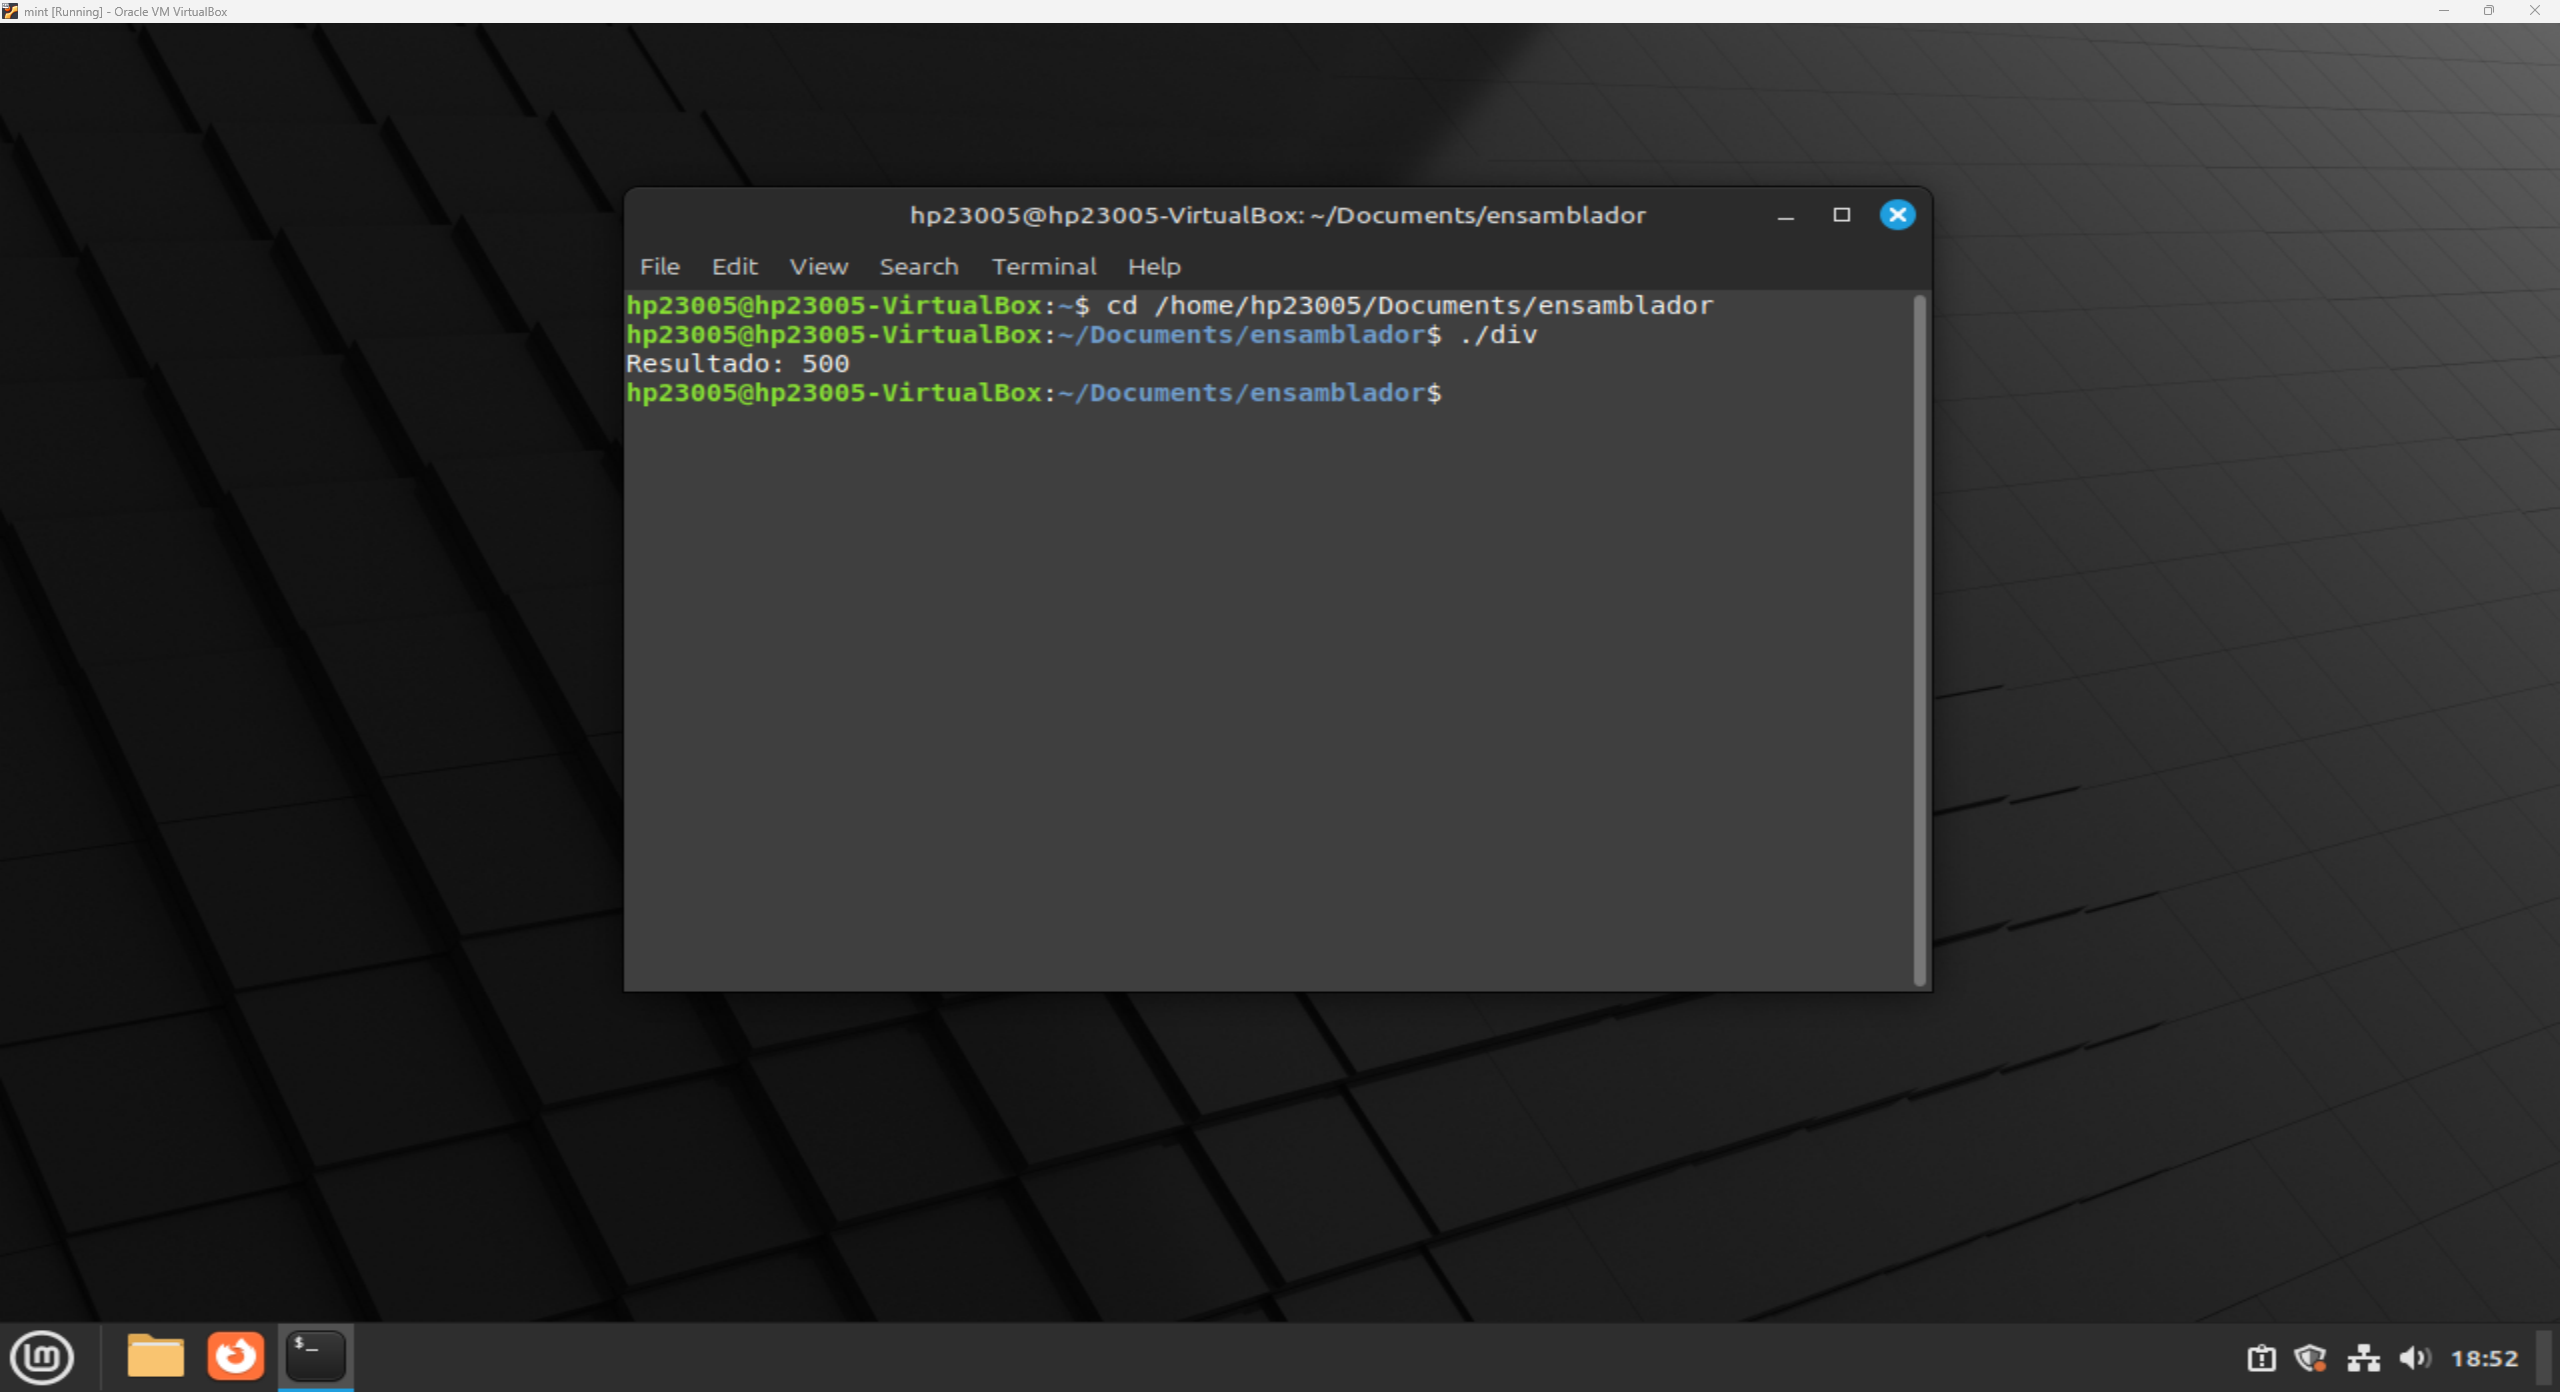 mint [Running] - Oracle VM VirtualBox
hp23005@hp23005-VirtualBox: ~/Documents/ensamblador
File Edit View Search Terminal Help
hp23005@hp23005-VirtualBox:~$ cd /home/hp23005/Documents/ensamblador
hp23005@hp23005-VirtualBox:~/Documents/ensamblador$ ./div
Resultado: 500
hp23005@hp23005-VirtualBox:~/Documents/ensamblador$
$_
18:52